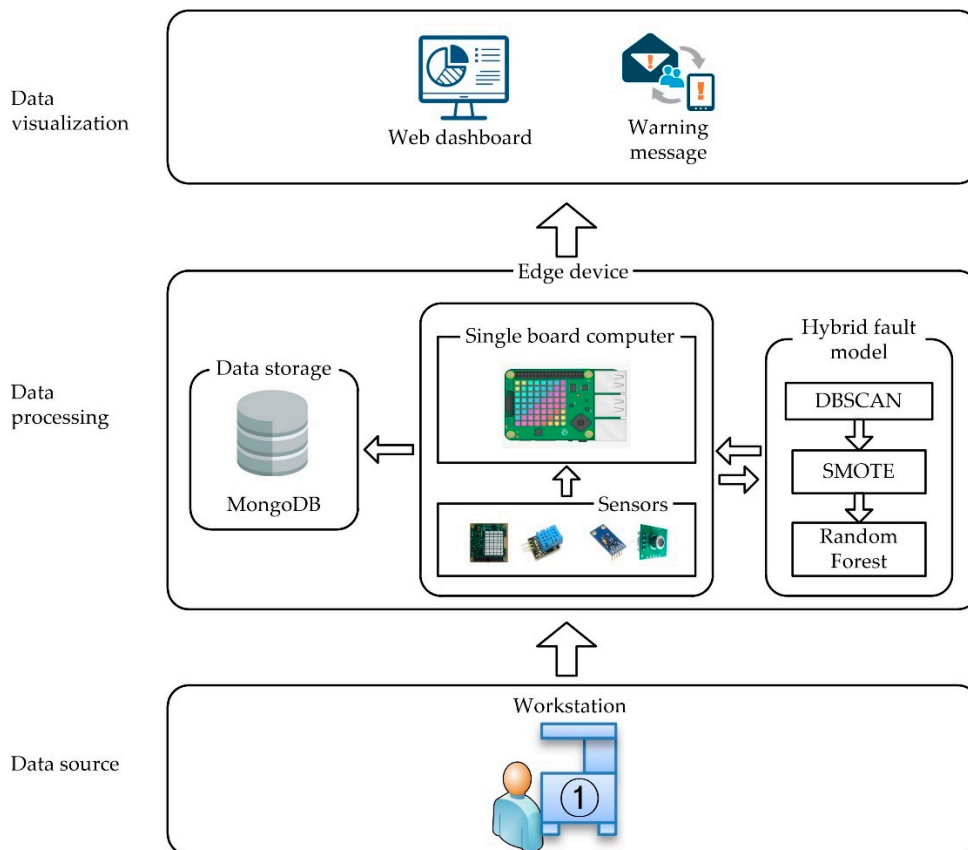 Data
visualization
Web dashboard
Warning
message
Edge device
Data
processing
Data storage
MongoDB
Single board computer
Sensors
Hybrid fault
model
DBSCAN
SMOTE
Random
Forest
Data source
Workstation
1